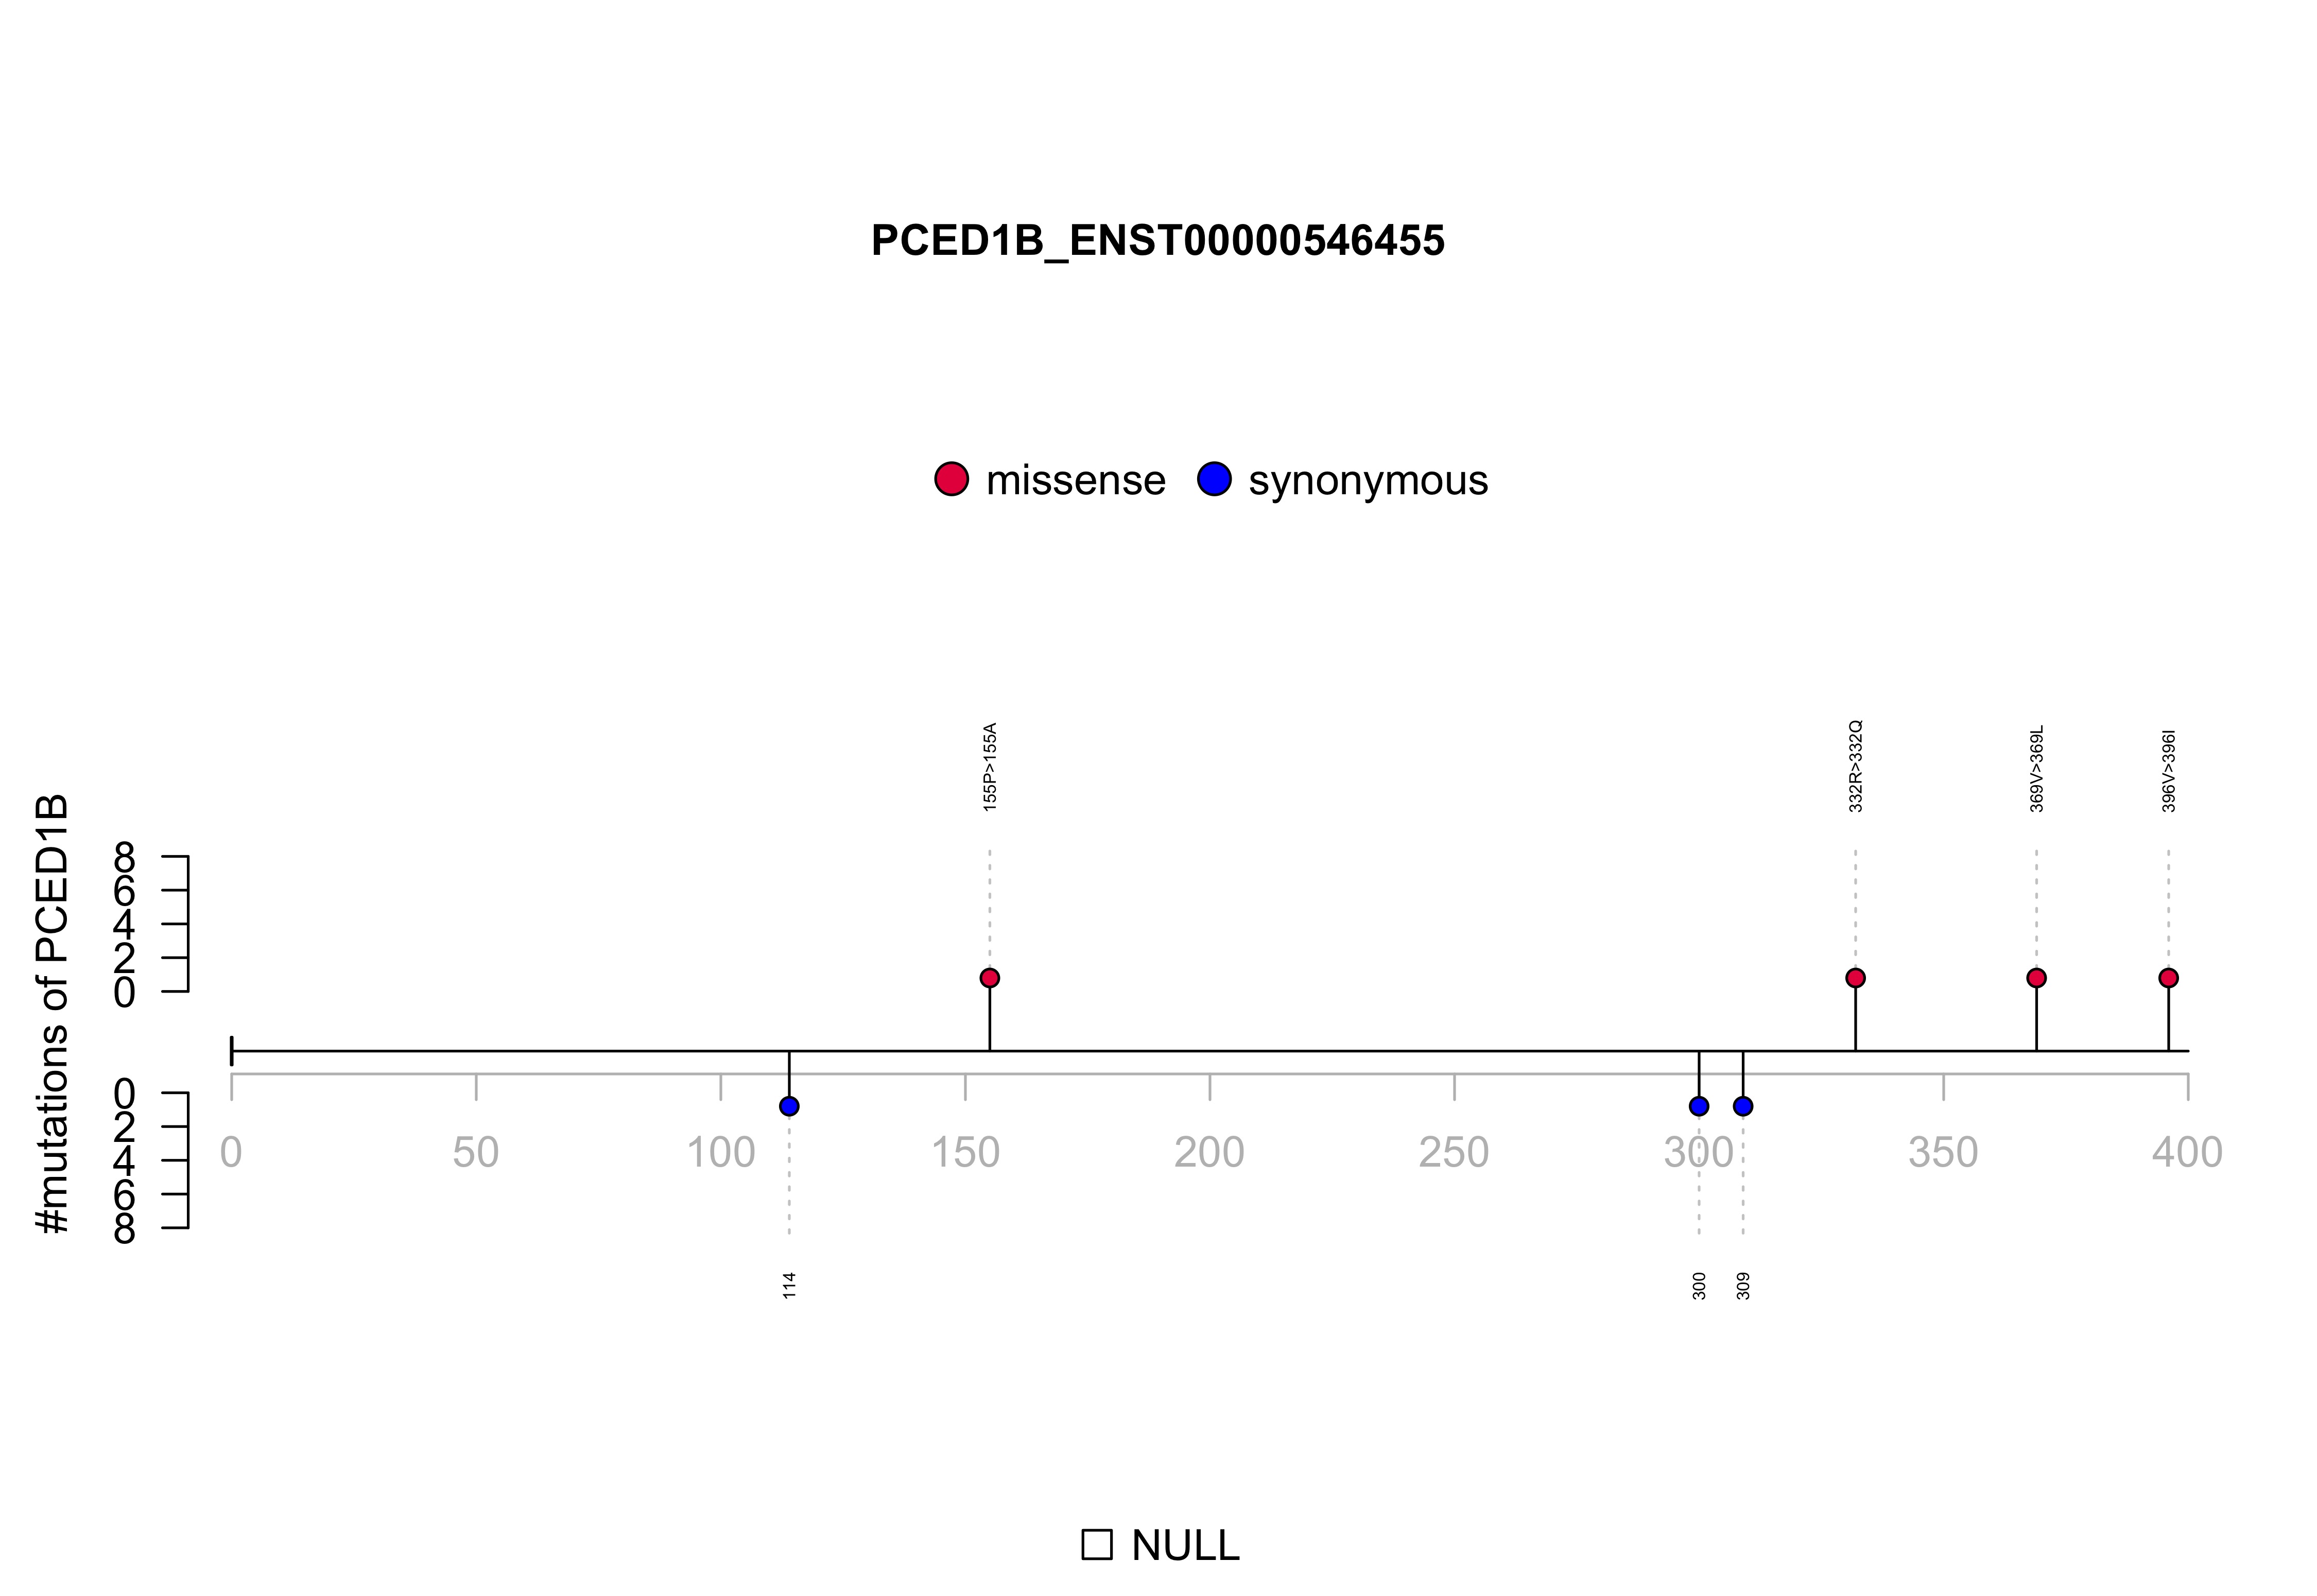 PCED1B_ENST00000546455
missense synonymous
155P>155A 332R>332Q 369V>369L 396V>396I
#mutations of PCED1B
8
6
4
2
0
0
2
4
6
8
0 50 100 150 200 250 300 350 400
114 300 309
NULL